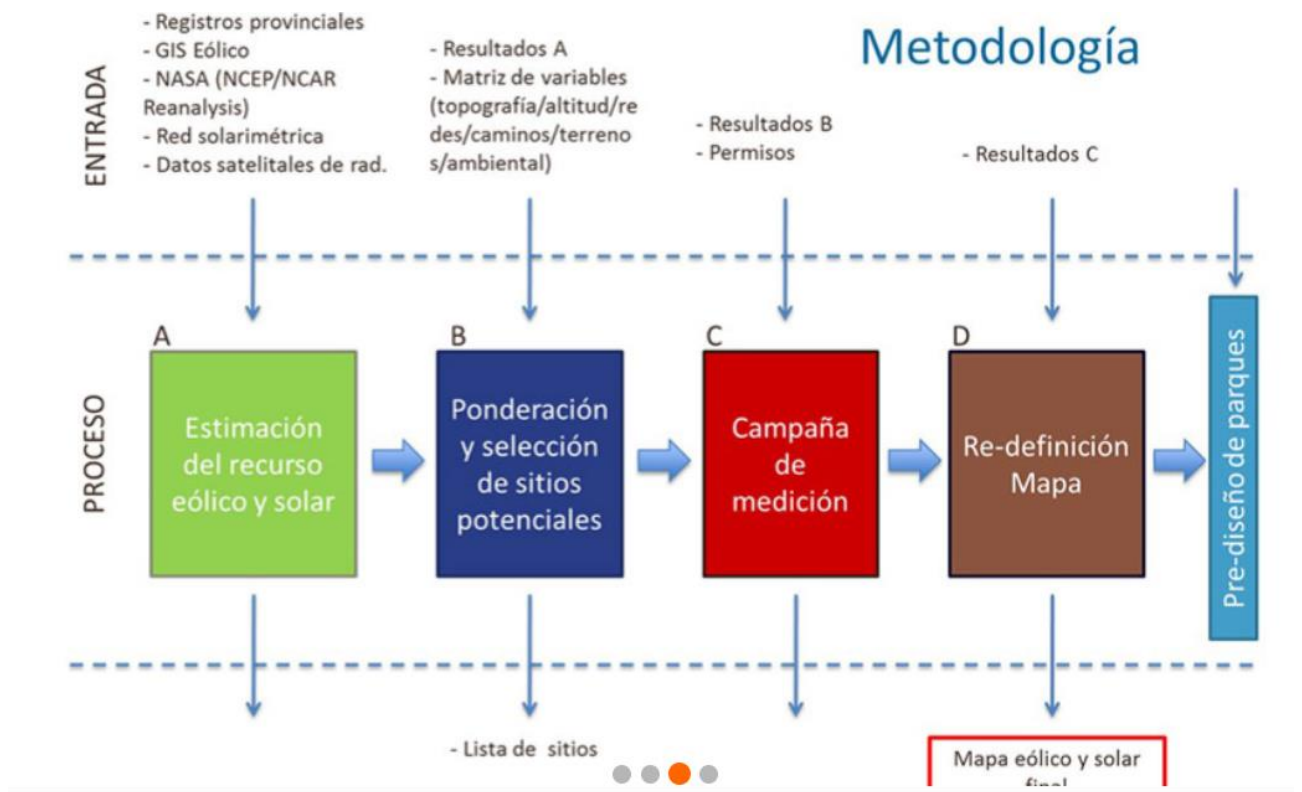 Metodología
ENTRADA
- Registros provinciales
- GIS Eólico
- NASA (NCEP/NCAR
Reanalysis)
- Red solarimétrica
- Datos satelitales de rad.
- Resultados A
- Matriz de variables
(topografía/altitud/re
des/caminos/terreno
s/ambiental)
- Resultados B
- Permisos
- Resultados C
PROCESO
A
Estimación
del recurso
eólico y solar
B
Ponderación
y selección
de sitios
potenciales
C
Campaña
de
medición
D
Re-definición
Mapa
Pre-diseño de parques
- Lista de sitios
Mapa eólico y solar
final